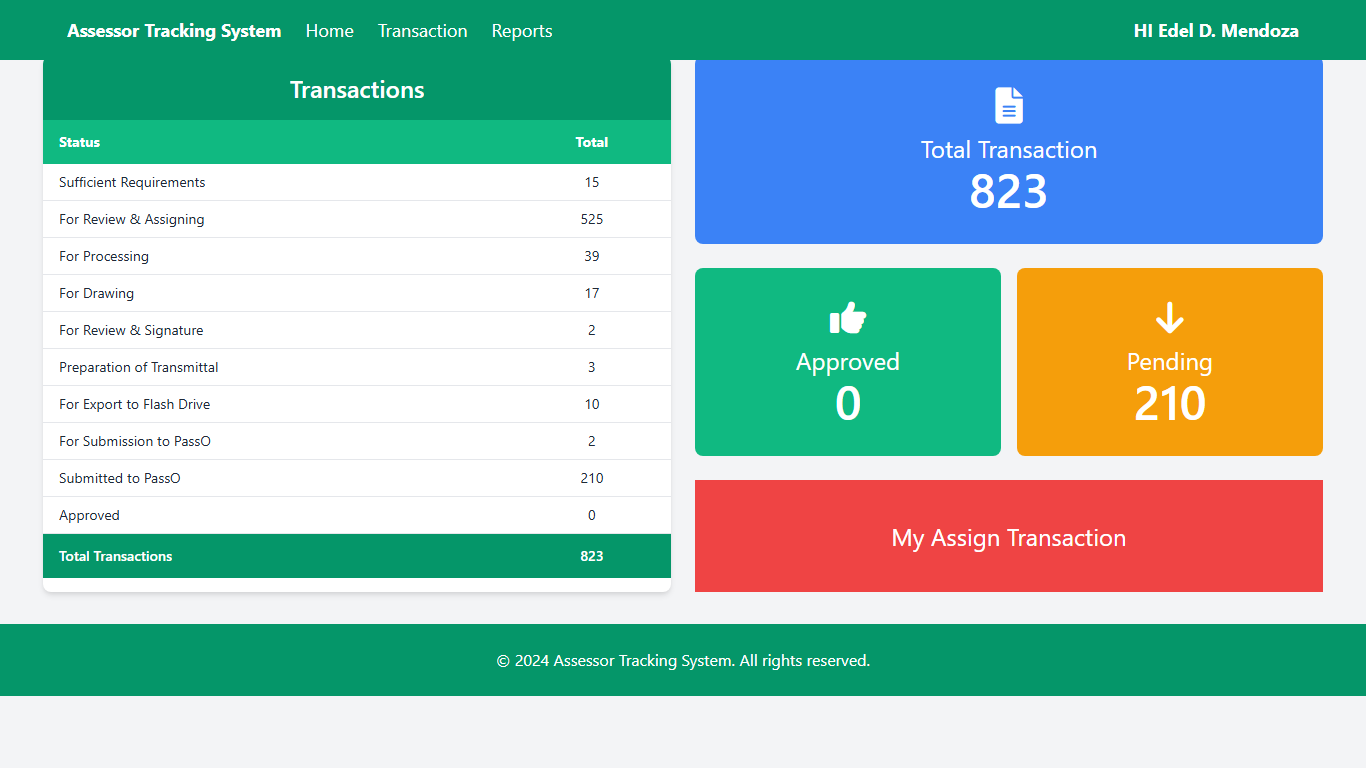 Assessor Tracking System Home Transaction Reports HI Edel D. Mendoza
Transactions
Status Total
Sufficient Requirements 15
For Review & Assigning 525
For Processing 39
For Drawing 17
For Review & Signature 2
Preparation of Transmittal 3
For Export to Flash Drive 10
For Submission to PassO 2
Submitted to PassO 210
Approved 0
Total Transactions 823
Total Transaction
823
Approved
0
Pending
210
My Assign Transaction
© 2024 Assessor Tracking System. All rights reserved.